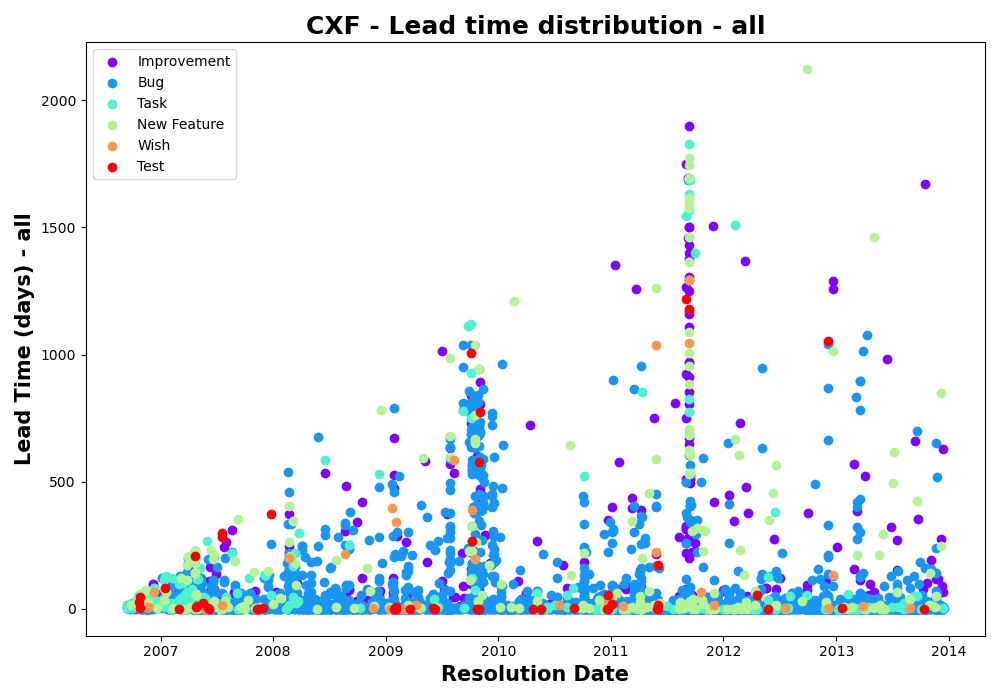 CXF - Lead time distribution - all
Improvement
Bug
Task
New Feature
Wish
Test
Lead Time (days) - all
2000
1500
1000
500
0
2007 2008 2009 2010 2011 2012 2013 2014
Resolution Date